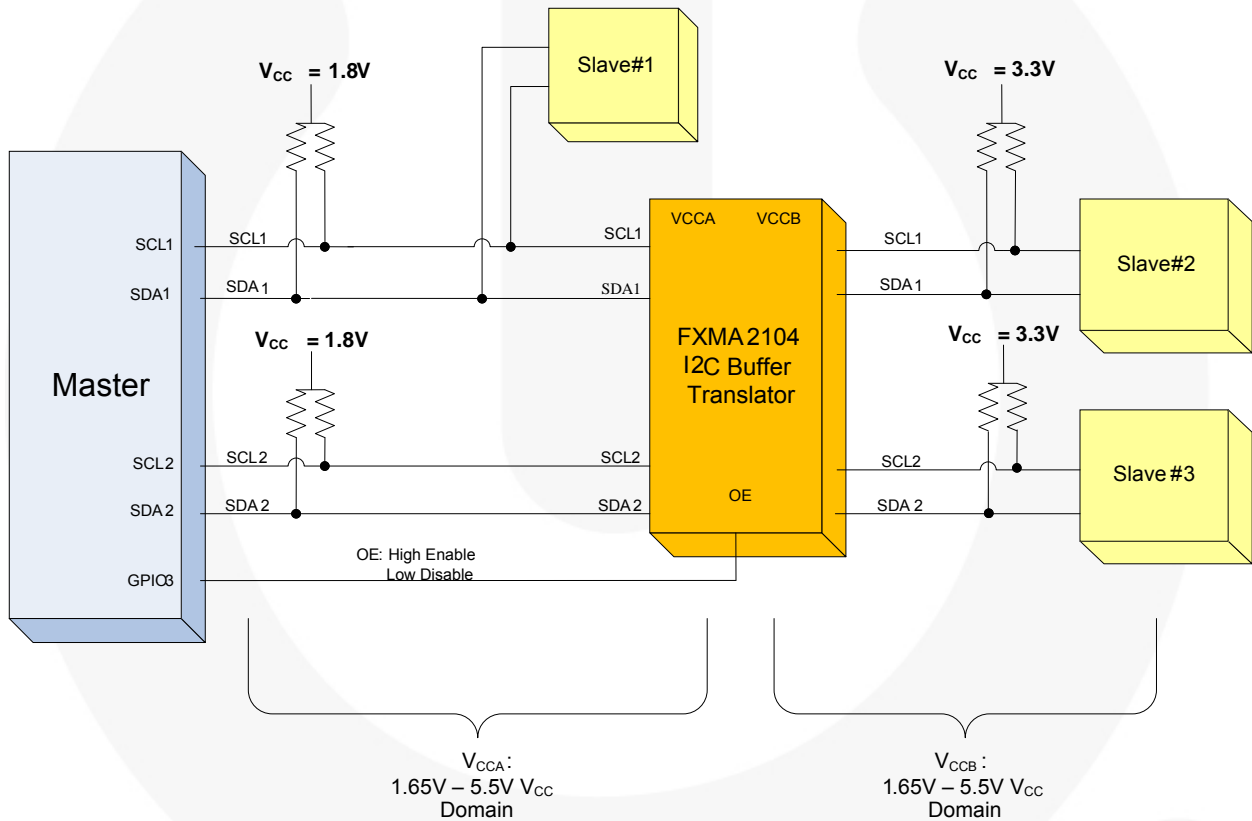 Slave#1
VCC = 1.8V
VCC = 3.3V
VCCA VCCB
SCL1
SCL1
SCL1
SCL1
SDA1
SDA1
SDA1
SDA1
Slave#2
VCC = 1.8V
VCC = 3.3V
FXMA2104
I2C Buffer
Translator
Master
SCL2
SCL2
SCL2
SCL2
Slave #3
SDA2
SDA2
SDA2
SDA2
OE
OE: High Enable
Low Disable
GPIO3
VCCA:
1.65V – 5.5V VCC
Domain
VCCB:
1.65V – 5.5V VCC
Domain